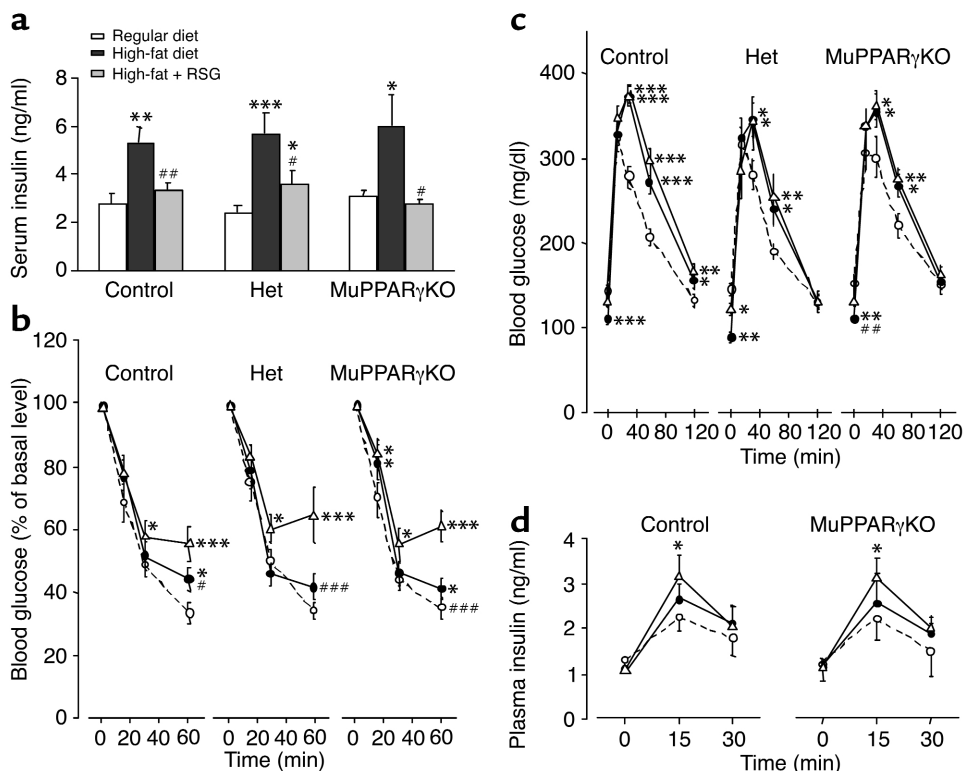 a
Regular diet
High-fat diet
High-fat + RSG
Serum insulin (ng/ml)
8
6
4
2
0
** ## *** * # * #
Control Het MuPPARγKO
b
Blood glucose (% of basal level)
120
100
80
60
40
20
0
Control Het MuPPARγKO
* *** * #
* *** ###
* * * *** * ###
0 20 40 60 0 20 40 60 0 20 40 60
Time (min)
c
Blood glucose (mg/dl)
400
300
200
100
0
Control Het MuPPARγKO
*** *** *** *** ** * ***
* * ** * * **
* * ** * ** ##
0 40 80 120 0 40 80 120 0 40 80 120
Time (min)
d
Plasma insulin (ng/ml)
4
3
2
1
0
Control MuPPARγKO
* *
0 15 30 0 15 30
Time (min)